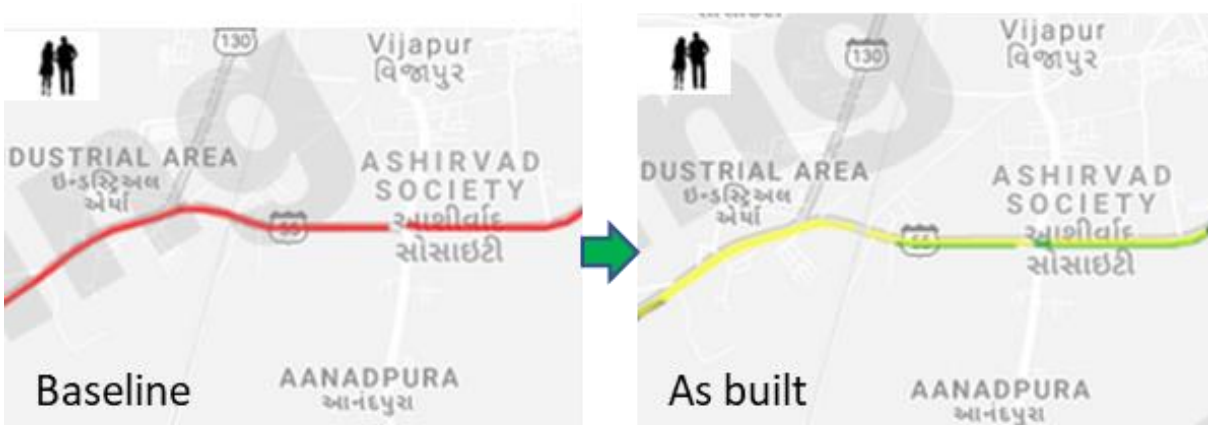 130
Vijapur
વિજાપુર
DUSTRIAL AREA
ઇન્ડસ્ટ્રિઅલ
એર્યા
ASHIRVAD
SOCIETY
આશીર્વાદ
સોસાઇટી
AANADPURA
આનંદપુરા
Baseline
130
Vijapur
વિજાપુર
DUSTRIAL AREA
ઇન્ડસ્ટ્રિઅલ
એર્યા
ASHIRVAD
SOCIETY
આશીર્વાદ
સોસાઇટી
AANADPURA
આનંદપુરા
As built